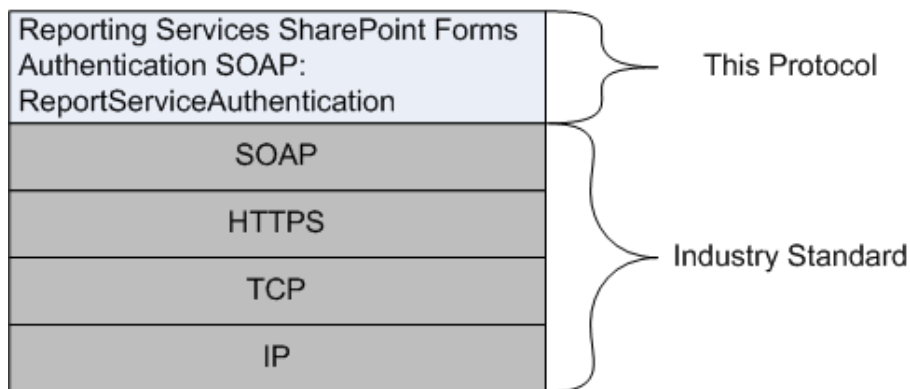 Reporting Services SharePoint Forms
Authentication SOAP:
ReportServiceAuthentication
This Protocol
SOAP
HTTPS
TCP
IP
Industry Standard